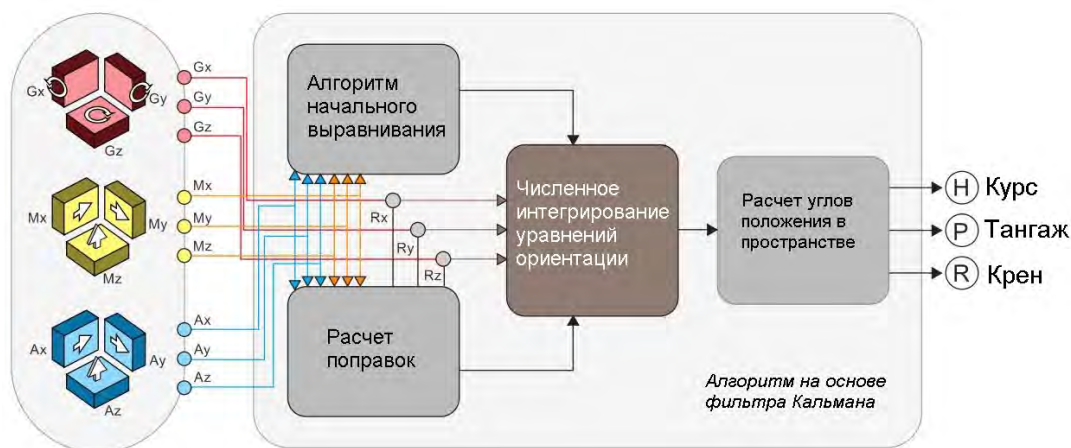 Gx
Gy
Gz
Gx
Gy
Gz
Mx
My
Mz
Mx
My
Mz
Ax
Ay
Az
Ax
Ay
Az
Алгоритм
начального
выравнивания
Rx
Ry
Rz
Расчет
поправок
Численное
интегрирование
уравнений
ориентации
Расчет углов
положения в
пространстве
H Курс
P Тангаж
R Крен
Алгоритм на основе
фильтра Кальмана